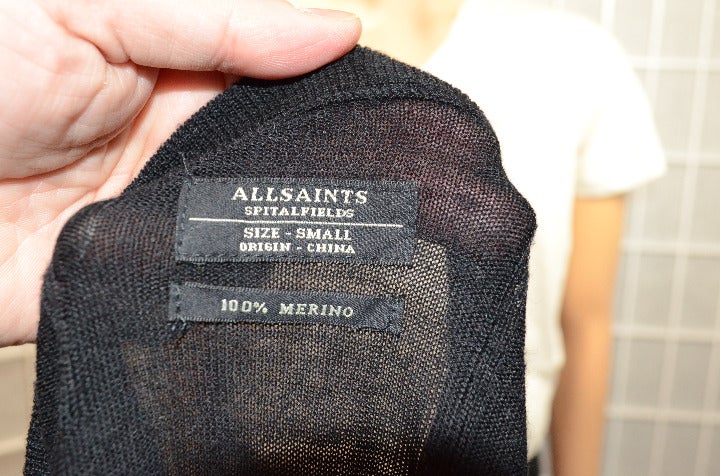 ALLSAINTS
SPITALFIELDS
SIZE - SMALL
ORIGIN - CHINA
100% MERINO